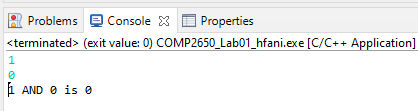 Problems Console Properties
<terminated> (exit value: 0) COMP2650_Lab01_hfani.exe [C/C++ Application]
1
0
1 AND 0 is 0